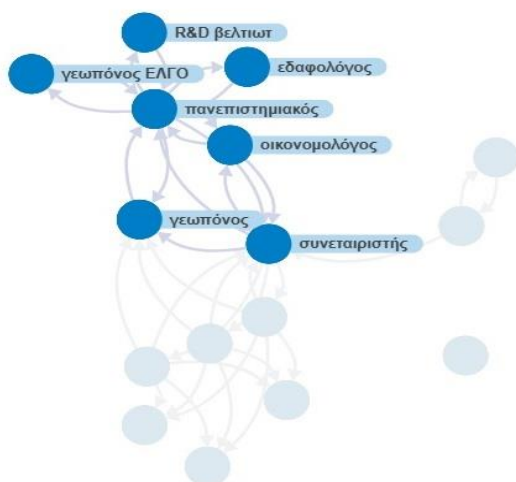 R&D βελτιωτ
γεωπόνος ΕΛΓΟ
εδαφολόγος
πανεπιστημιακός
οικονομολόγος
γεωπόνος
συνεταιριστής